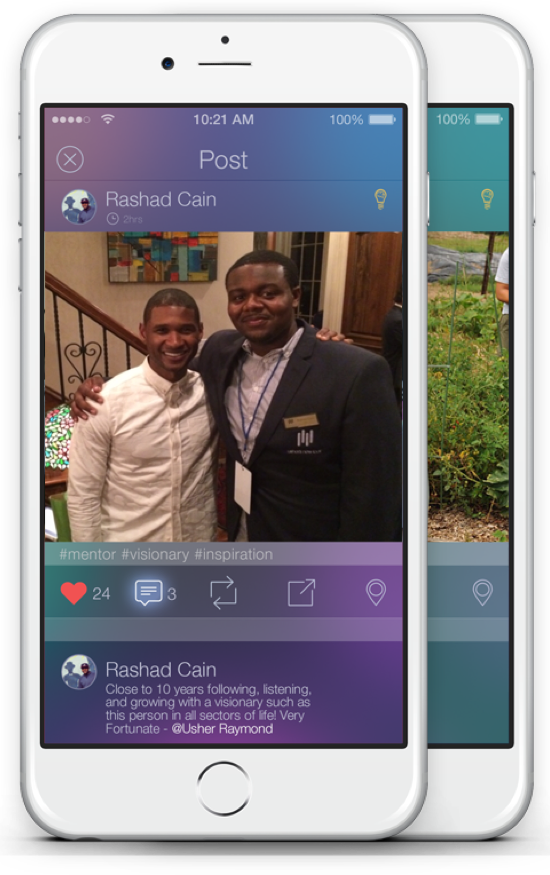 10:21 AM
100%
100%
Post
Rashad Cain
2hrs
#mentor #visionary #inspiration
24
3
Rashad Cain
Close to 10 years following, listening,
and growing with a visionary such as
this person in all sectors of life! Very
Fortunate - @Usher Raymond